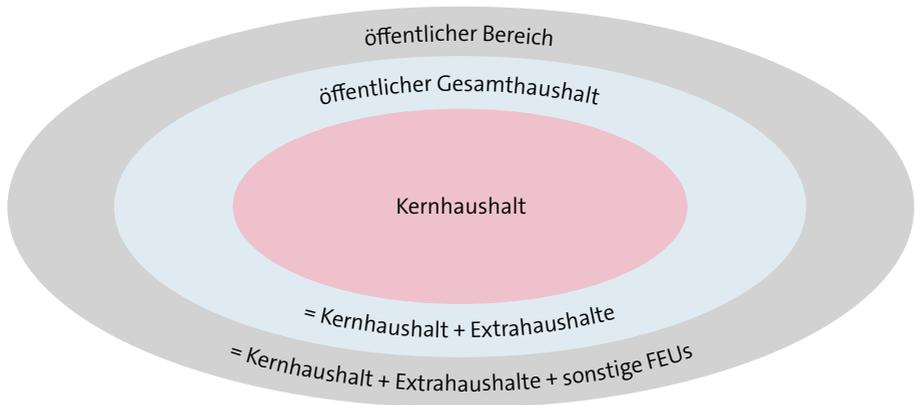 öffentlicher Bereich
öffentlicher Gesamthaushalt
Kernhaushalt
= Kernhaushalt + Extrahaushalte
= Kernhaushalt + Extrahaushalte + sonstige FEUs